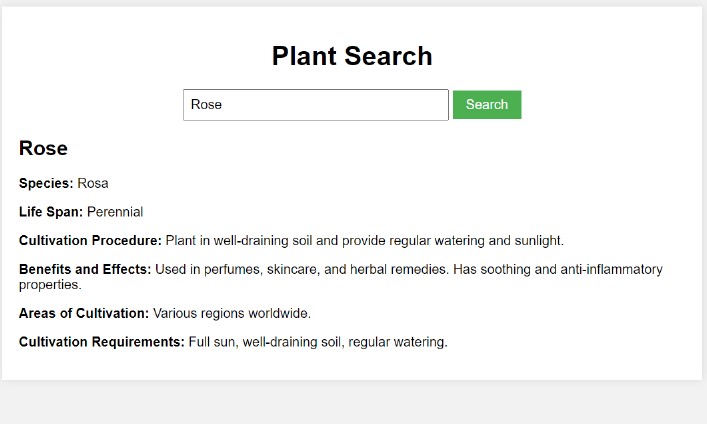 Plant Search
Rose Search
Rose
Species: Rosa
Life Span: Perennial
Cultivation Procedure: Plant in well-draining soil and provide regular watering and sunlight.
Benefits and Effects: Used in perfumes, skincare, and herbal remedies. Has soothing and anti-inflammatory
properties.
Areas of Cultivation: Various regions worldwide.
Cultivation Requirements: Full sun, well-draining soil, regular watering.